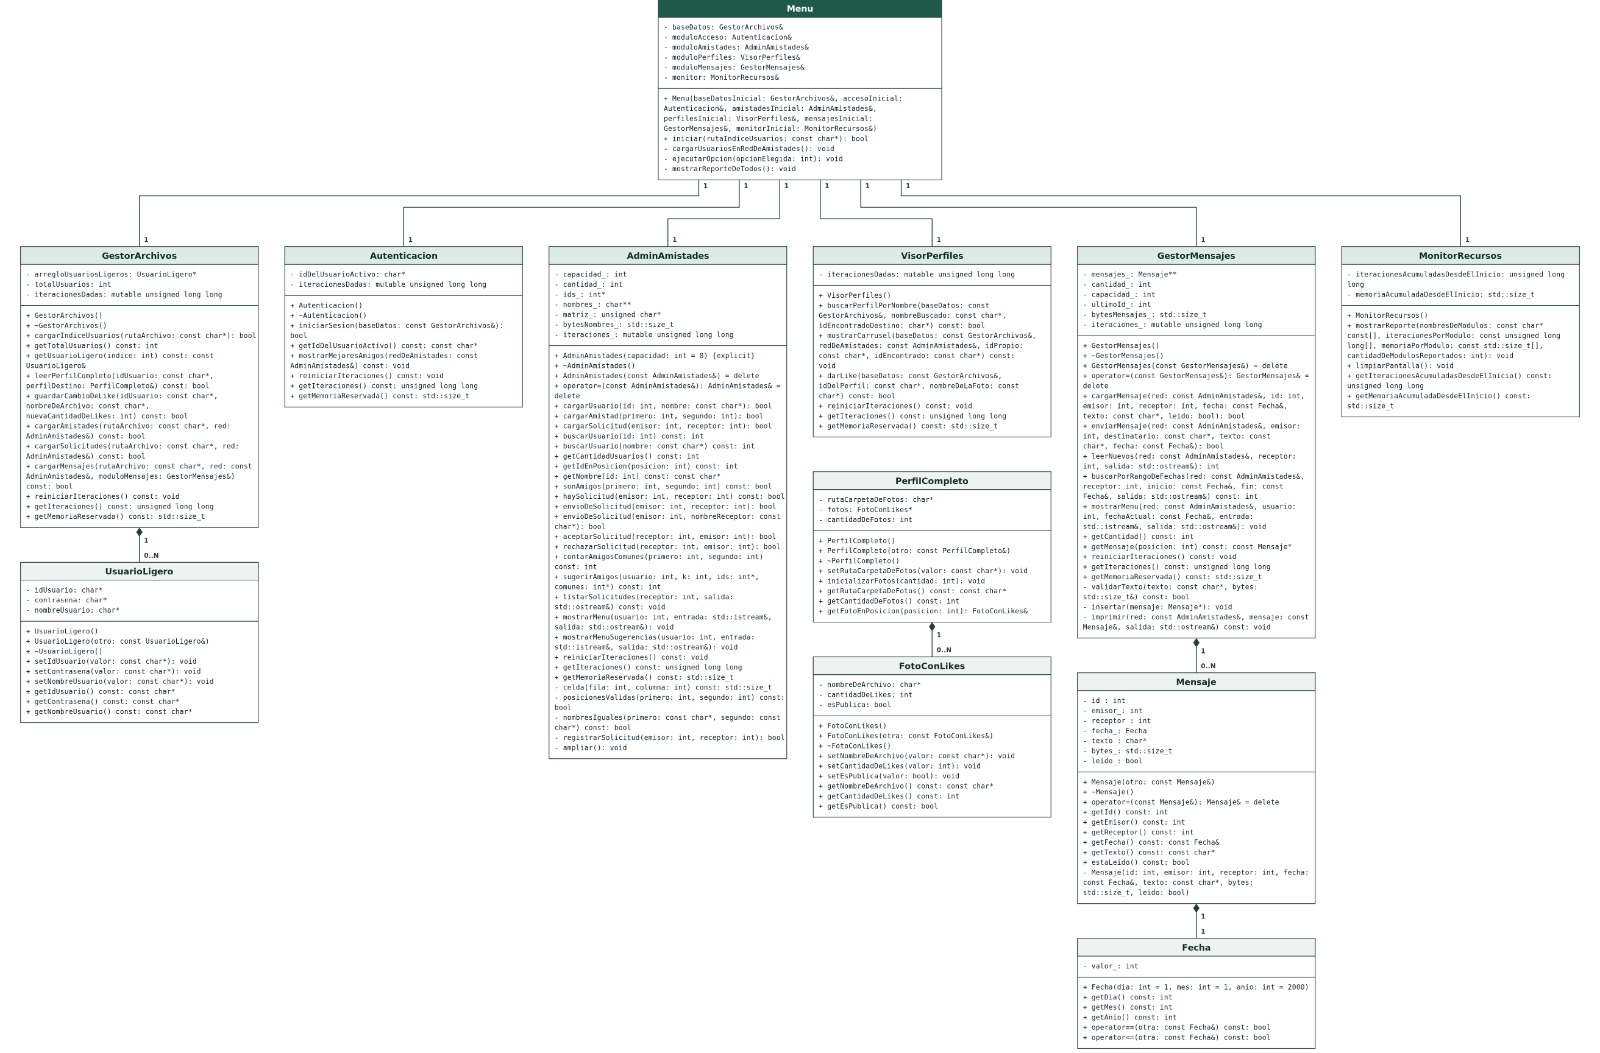 Menu
- baseDatos: GestorArchivos&
- moduloAcceso: Autenticacion&
- moduloAmistades: AdminAmistades&
- moduloPerfiles: VisorPerfiles&
- moduloMensajes: GestorMensajes&
- monitor: MonitorRecursos&
+ Menu(baseDatosInicial: GestorArchivos&, accesoInicial:
Autenticacion&, amistadesInicial: AdminAmistades&,
perfilesInicial: VisorPerfiles&, mensajesInicial:
GestorMensajes&, monitorInicial: MonitorRecursos&)
+ iniciar(rutaIndiceUsuarios: const char*): bool
- cargarUsuariosEnRedDeAmistades(): void
- ejecutarOpcion(opcionElegida: int): void
- mostrarReporteDeTodos(): void
1 1 1 1 1 1
1 1 1 1 1 1
GestorArchivos
- arregloUsuariosLigeros: UsuarioLigero*
- totalUsuarios: int
- iteracionesDadas: mutable unsigned long long
+ GestorArchivos()
+ ~GestorArchivos()
+ cargarIndiceUsuarios(rutaArchivo: const char*): bool
+ getTotalUsuarios() const: int
+ getUsuarioLigero(indice: int) const: const
UsuarioLigero&
+ leerPerfilCompleto(idUsuario: const char*,
perfilDestino: PerfilCompleto&) const: bool
+ guardarCambioDeLike(idUsuario: const char*,
nombreDeArchivo: const char*,
nuevaCantidadDeLikes: int) const: bool
+ cargarAmistades(rutaArchivo: const char*, red:
AdminAmistades&) const: bool
+ cargarSolicitudes(rutaArchivo: const char*, red:
AdminAmistades&) const: bool
+ cargarMensajes(rutaArchivo: const char*, red: const
AdminAmistades&, moduloMensajes: GestorMensajes&)
const: bool
+ reiniciarIteraciones() const: void
+ getIteraciones() const: unsigned long long
+ getMemoriaReservada() const: std::size_t
1
0..N
UsuarioLigero
- idUsuario: char*
- contrasena: char*
- nombreUsuario: char*
+ UsuarioLigero()
+ UsuarioLigero(otro: const UsuarioLigero&)
+ ~UsuarioLigero()
+ setIdUsuario(valor: const char*): void
+ setContrasena(valor: const char*): void
+ setNombreUsuario(valor: const char*): void
+ getIdUsuario() const: const char*
+ getContrasena() const: const char*
+ getNombreUsuario() const: const char*
Autenticacion
- idDelUsuarioActivo: char*
- iteracionesDadas: mutable unsigned long long
+ Autenticacion()
+ ~Autenticacion()
+ iniciarSesion(baseDatos: const GestorArchivos&):
bool
+ getIdDelUsuarioActivo() const: const char*
+ mostrarMejoresAmigos(redDeAmistades: const
AdminAmistades&) const: void
+ reiniciarIteraciones() const: void
+ getIteraciones() const: unsigned long long
+ getMemoriaReservada() const: std::size_t
AdminAmistades
- capacidad_: int
- cantidad_: int
- ids_: int*
- nombres_: char**
- matriz_: unsigned char*
- bytesNombres_: std::size_t
- iteraciones_: mutable unsigned long long
+ AdminAmistades(capacidad: int = 8) {explicit}
+ ~AdminAmistades()
+ AdminAmistades(const AdminAmistades&) = delete
+ operator=(const AdminAmistades&): AdminAmistades& =
delete
+ cargarUsuario(id: int, nombre: const char*): bool
+ cargarAmistad(primero: int, segundo: int): bool
+ cargarSolicitud(emisor: int, receptor: int): bool
+ buscarUsuario(id: int) const: int
+ buscarUsuario(nombre: const char*) const: int
+ getCantidadUsuarios() const: int
+ getIdEnPosicion(posicion: int) const: int
+ getNombre(id: int) const: const char*
+ sonAmigos(primero: int, segundo: int) const: bool
+ haySolicitud(emisor: int, receptor: int) const: bool
+ envioDeSolicitud(emisor: int, receptor: int): bool
+ envioDeSolicitud(emisor: int, nombreReceptor: const
char*): bool
+ aceptarSolicitud(receptor: int, emisor: int): bool
+ rechazarSolicitud(receptor: int, emisor: int): bool
+ contarAmigosComunes(primero: int, segundo: int)
const: int
+ sugerirAmigos(usuario: int, k: int, ids: int*,
comunes: int*) const: int
+ listarSolicitudes(receptor: int, salida:
std::ostream&) const: void
+ mostrarMenu(usuario: int, entrada: std::istream&,
salida: std::ostream&): void
+ mostrarMenuSugerencias(usuario: int, entrada:
std::istream&, salida: std::ostream&): void
+ reiniciarIteraciones() const: void
+ getIteraciones() const: unsigned long long
+ getMemoriaReservada() const: std::size_t
- celda(fila: int, columna: int) const: std::size_t
- posicionesValidas(primero: int, segundo: int) const:
bool
- nombresIguales(primero: const char*, segundo: const
char*) const: bool
- registrarSolicitud(emisor: int, receptor: int): bool
- ampliar(): void
VisorPerfiles
- iteracionesDadas: mutable unsigned long long
+ VisorPerfiles()
+ buscarPerfilPorNombre(baseDatos: const
GestorArchivos&, nombreBuscado: const char*,
idEncontradoDestino: char*) const: bool
+ mostrarCarrusel(baseDatos: const GestorArchivos&,
redDeAmistades: const AdminAmistades&, idPropio:
const char*, idEncontrado: const char*) const:
void
+ darLike(baseDatos: const GestorArchivos&,
idDelPerfil: const char*, nombreDeLaFoto: const
char*) const: bool
+ reiniciarIteraciones() const: void
+ getIteraciones() const: unsigned long long
+ getMemoriaReservada() const: std::size_t
PerfilCompleto
- rutaCarpetaDeFotos: char*
- fotos: FotoConLikes*
- cantidadDeFotos: int
+ PerfilCompleto()
+ PerfilCompleto(otro: const PerfilCompleto&)
+ ~PerfilCompleto()
+ setRutaCarpetaDeFotos(valor: const char*): void
+ inicializarFotos(cantidad: int): void
+ getRutaCarpetaDeFotos() const: const char*
+ getCantidadDeFotos() const: int
+ getFotoEnPosicion(posicion: int): FotoConLikes&
1
0..N
FotoConLikes
- nombreDeArchivo: char*
- cantidadDeLikes: int
- esPublica: bool
+ FotoConLikes()
+ FotoConLikes(otra: const FotoConLikes&)
+ ~FotoConLikes()
+ setNombreDeArchivo(valor: const char*): void
+ setCantidadDeLikes(valor: int): void
+ setEsPublica(valor: bool): void
+ getNombreDeArchivo() const: const char*
+ getCantidadDeLikes() const: int
+ getEsPublica() const: bool
GestorMensajes
- mensajes_: Mensaje**
- cantidad_: int
- capacidad_: int
- ultimoId_: int
- bytesMensajes_: std::size_t
- iteraciones_: mutable unsigned long long
+ GestorMensajes()
+ ~GestorMensajes()
+ GestorMensajes(const GestorMensajes&) = delete
+ operator=(const GestorMensajes&): GestorMensajes& =
delete
+ cargarMensaje(red: const AdminAmistades&, id: int,
emisor: int, receptor: int, fecha: const Fecha&,
texto: const char*, leido: bool): bool
+ enviarMensaje(red: const AdminAmistades&, emisor:
int, destinatario: const char*, texto: const
char*, fecha: const Fecha&): bool
+ leerNuevos(red: const AdminAmistades&, receptor:
int, salida: std::ostream&): int
+ buscarPorRangoDeFechas(red: const AdminAmistades&,
receptor: int, inicio: const Fecha&, fin: const
Fecha&, salida: std::ostream&) const: int
+ mostrarMenu(red: const AdminAmistades&, usuario:
int, fechaActual: const Fecha&, entrada:
std::istream&, salida: std::ostream&): void
+ getCantidad() const: int
+ getMensaje(posicion: int) const: const Mensaje*
+ reiniciarIteraciones() const: void
+ getIteraciones() const: unsigned long long
+ getMemoriaReservada() const: std::size_t
- validarTexto(texto: const char*, bytes:
std::size_t&) const: bool
- insertar(mensaje: Mensaje*): void
- imprimir(red: const AdminAmistades&, mensaje: const
Mensaje&, salida: std::ostream&) const: void
1
0..N
Mensaje
- id_: int
- emisor_: int
- receptor_: int
- fecha_: Fecha
- texto_: char*
- bytes_: std::size_t
- leido_: bool
+ Mensaje(otro: const Mensaje&)
+ ~Mensaje()
+ operator=(const Mensaje&): Mensaje& = delete
+ getId() const: int
+ getEmisor() const: int
+ getReceptor() const: int
+ getFecha() const: const Fecha&
+ getTexto() const: const char*
+ estaLeido() const: bool
- Mensaje(id: int, emisor: int, receptor: int, fecha:
const Fecha&, texto: const char*, bytes:
std::size_t, leido: bool)
1
1
Fecha
- valor_: int
+ Fecha(dia: int = 1, mes: int = 1, anio: int = 2000)
+ getDia() const: int
+ getMes() const: int
+ getAnio() const: int
+ operator==(otra: const Fecha&) const: bool
+ operator<=(otra: const Fecha&) const: bool
MonitorRecursos
- iteracionesAcumuladasDesdeElInicio: unsigned long
long
- memoriaAcumuladaDesdeElInicio: std::size_t
+ MonitorRecursos()
+ mostrarReporte(nombresDeModulos: const char*
const[], iteracionesPorModulo: const unsigned long
long[], memoriaPorModulo: const std::size_t[],
cantidadDeModulosReportados: int): void
+ limpiarPantalla(): void
+ getIteracionesAcumuladasDesdeElInicio() const:
unsigned long long
+ getMemoriaAcumuladaDesdeElInicio() const:
std::size_t